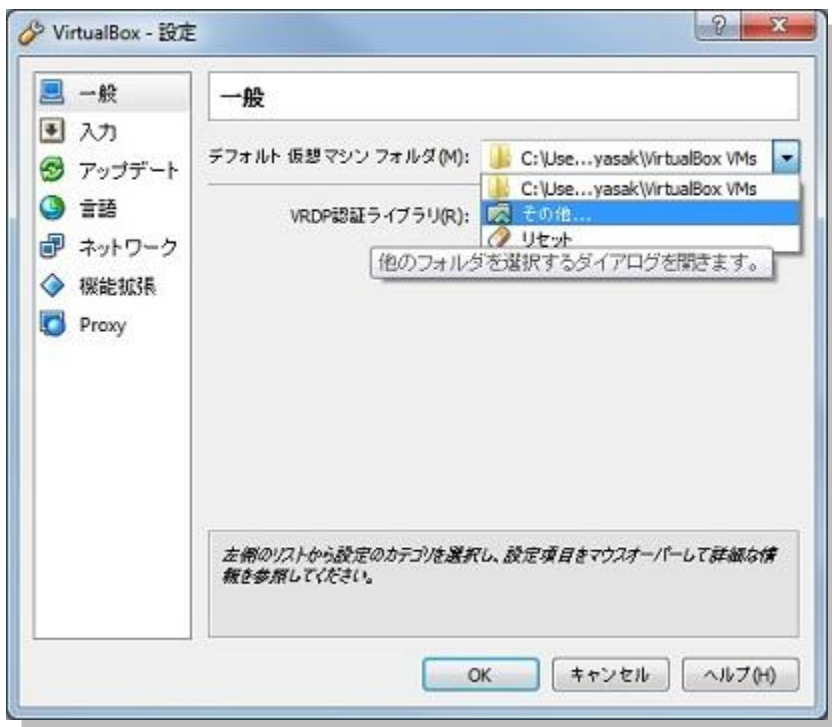 VirtualBox - 設定
一般
入力
アップデート
言語
ネットワーク
機能拡張
Proxy
一般
デフォルト 仮想マシン フォルダ(M):
C:\Use...yasak\VirtualBox VMs
C:\Use...yasak\VirtualBox VMs
VRDP認証ライブラリ(R):
その他...
リセット
他のフォルダを選択するダイアログを開きます。
左側のリストから設定のカテゴリを選択し、設定項目をマウスオーバーして詳細な情
報を参照してください。
OK
キャンセル
ヘルプ(H)